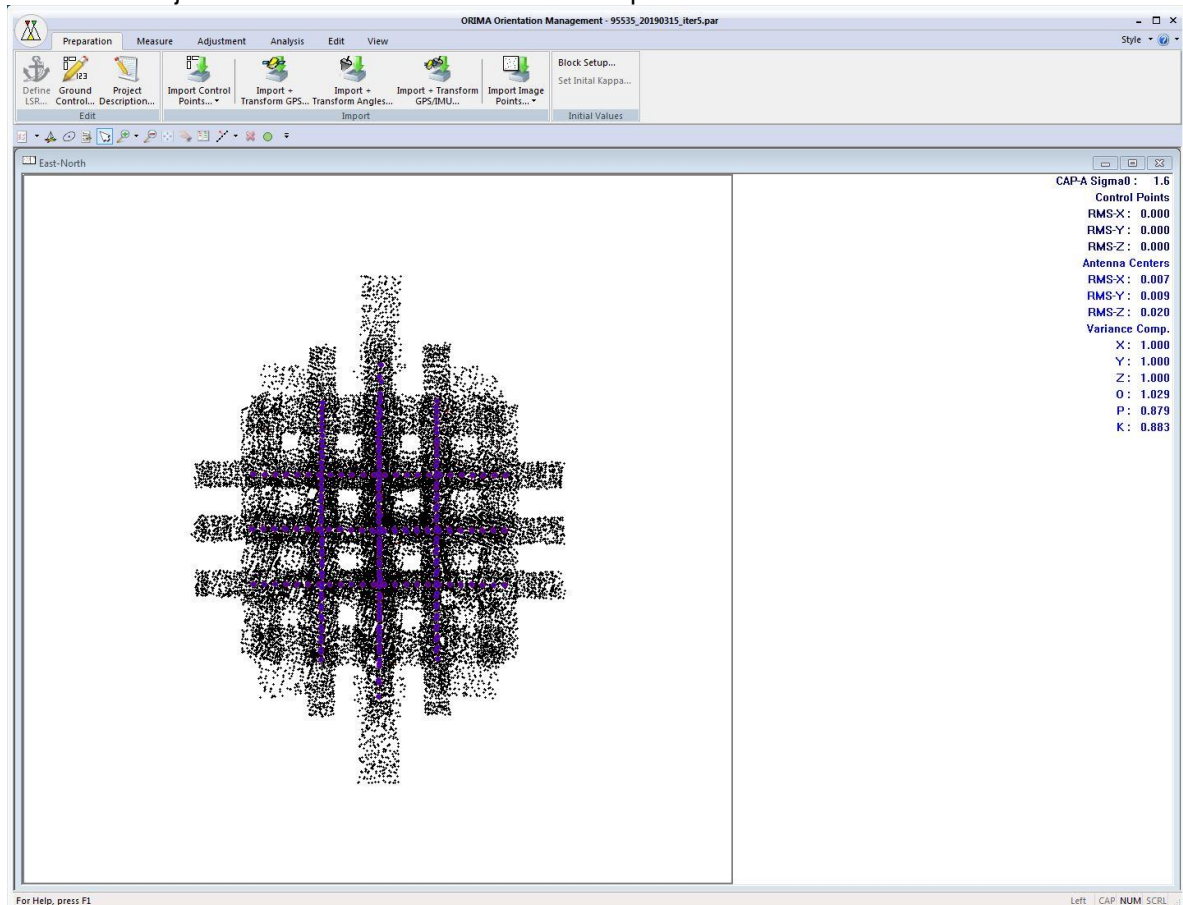 ORIMA Orientation Management - 95535_20190315_iter5.par
Preparation Measure Adjustment Analysis Edit View Style
Define LSR... Ground Control... Project Description... Import Control Points... Import + Transform GPS... Import + Transform Angles... Import + Transform GPS/IMU... Import Image Points... Block Setup...
Set Inital Kappa...
Edit Import Initial Values
East-North
CAP-A Sigma0 : 1.6
Control Points
RMS-X : 0.000
RMS-Y : 0.000
RMS-Z : 0.000
Antenna Centers
RMS-X : 0.007
RMS-Y : 0.009
RMS-Z : 0.020
Variance Comp.
X : 1.000
Y : 1.000
Z : 1.000
O : 1.029
P : 0.879
K : 0.883
For Help, press F1 Left CAP NUM SCRL